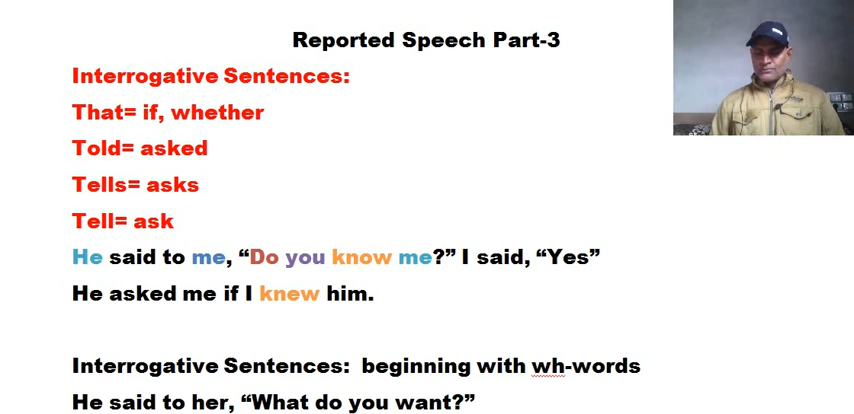 Reported Speech Part-3
Interrogative Sentences:
That= if, whether
Told= asked
Tells= asks
Tell= ask
He said to me, “Do you know me?” I said, “Yes”
He asked me if I knew him.
Interrogative Sentences:  beginning with wh-words
He said to her, “What do you want?”